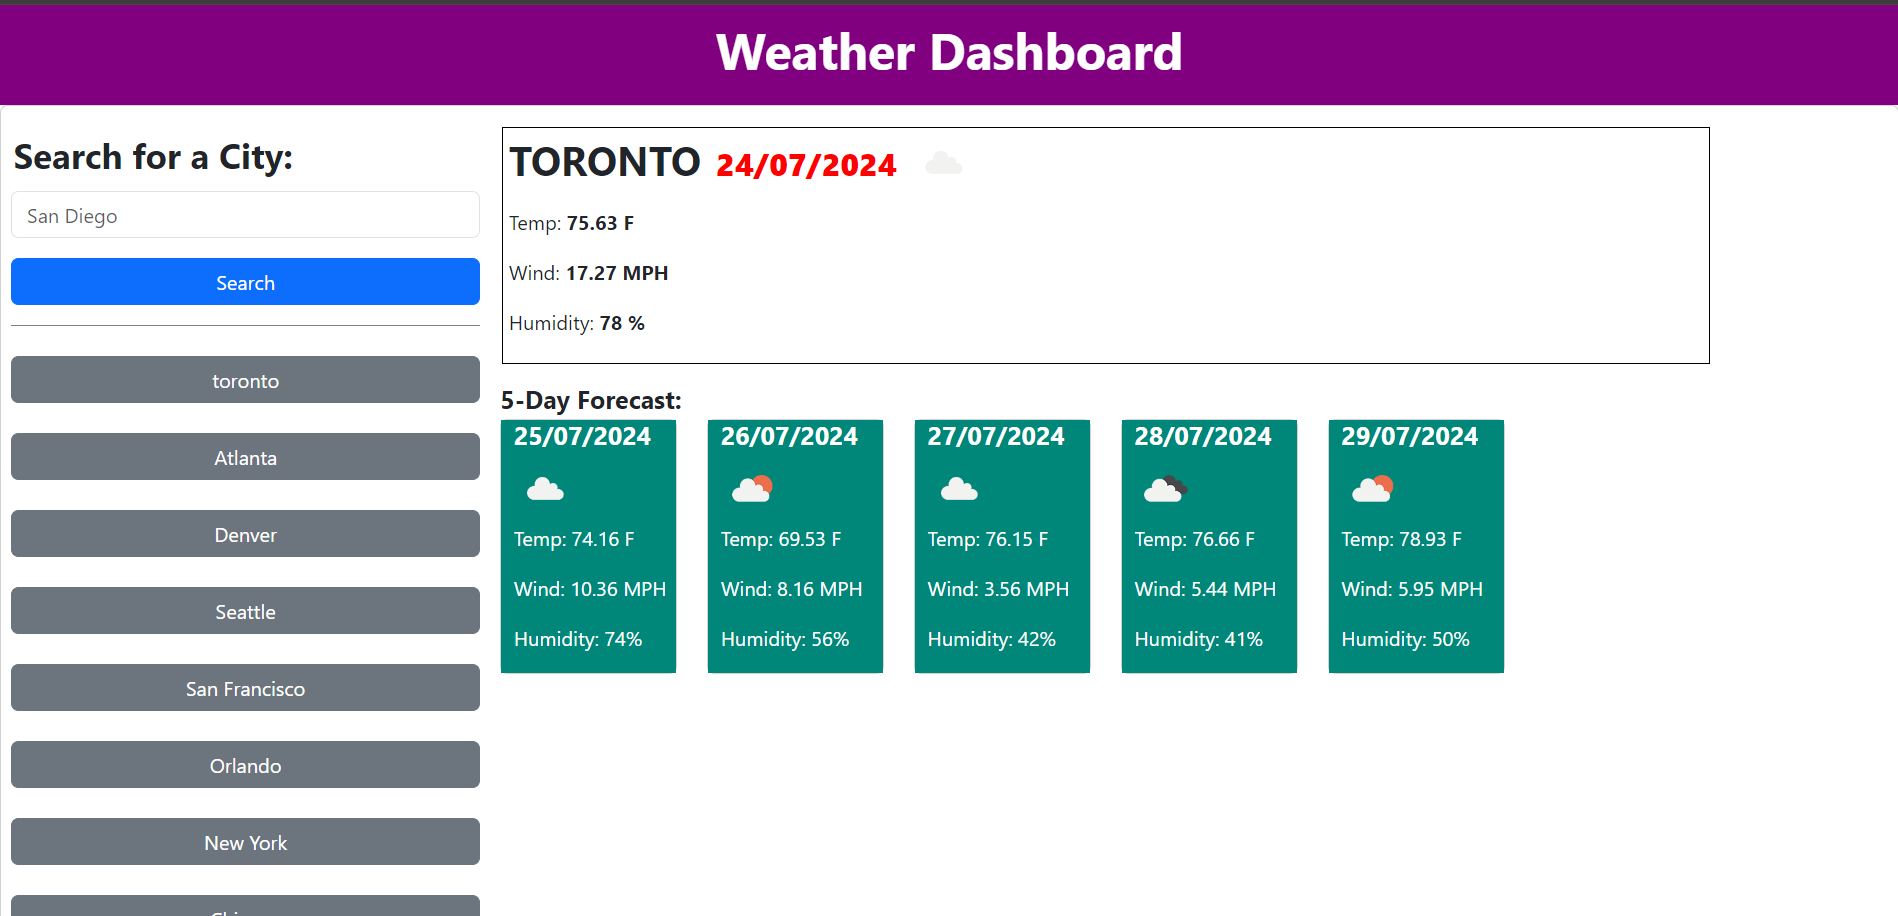 Weather Dashboard
Search for a City:
San Diego
Search
toronto
Atlanta
Denver
Seattle
San Francisco
Orlando
New York
TORONTO 24/07/2024
Temp: 75.63 F
Wind: 17.27 MPH
Humidity: 78 %
5-Day Forecast:
25/07/2024
Temp: 74.16 F
Wind: 10.36 MPH
Humidity: 74%
26/07/2024
Temp: 69.53 F
Wind: 8.16 MPH
Humidity: 56%
27/07/2024
Temp: 76.15 F
Wind: 3.56 MPH
Humidity: 42%
28/07/2024
Temp: 76.66 F
Wind: 5.44 MPH
Humidity: 41%
29/07/2024
Temp: 78.93 F
Wind: 5.95 MPH
Humidity: 50%